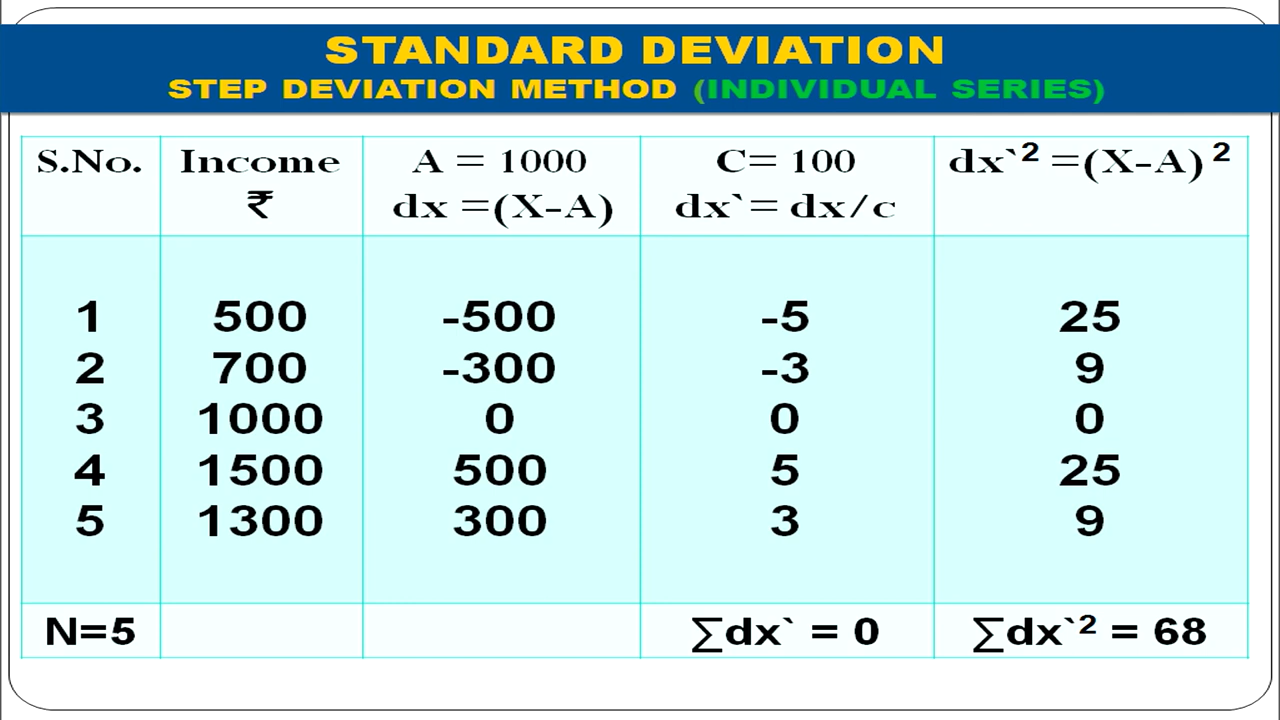 STANDARD DEVIATION
STEP DEVIATION METHOD (INDIVIDUAL SERIES)
S.No. Income A = 1000 C= 100 dx`² =(X-A)²
₹ dx =(X-A) dx`= dx/c
1 500 -500 -5 25
2 700 -300 -3 9
3 1000 0 0 0
4 1500 500 5 25
5 1300 300 3 9
N=5 ∑dx` = 0 ∑dx`² = 68